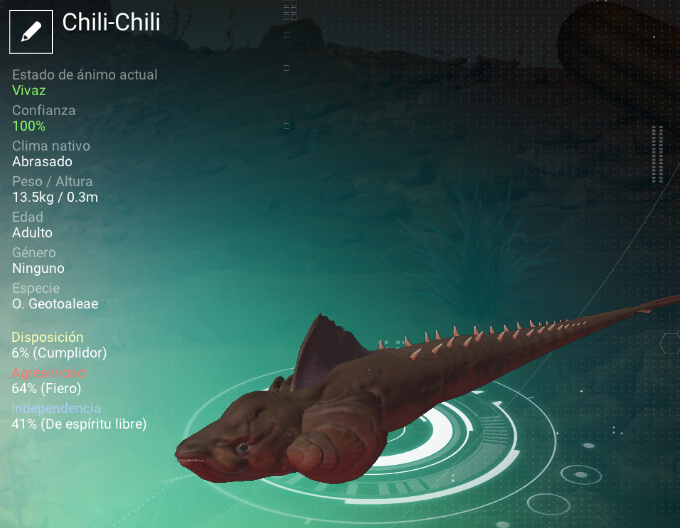 Chili-Chili
Estado de ánimo actual
Vivaz
Confianza
100%
Clima nativo
Abrasado
Peso / Altura
13.5kg / 0.3m
Edad
Adulto
Género
Ninguno
Especie
O. Geotoaleae
Disposición
6% (Cumplidor)
Agresividad
64% (Fiero)
Independencia
41% (De espíritu libre)